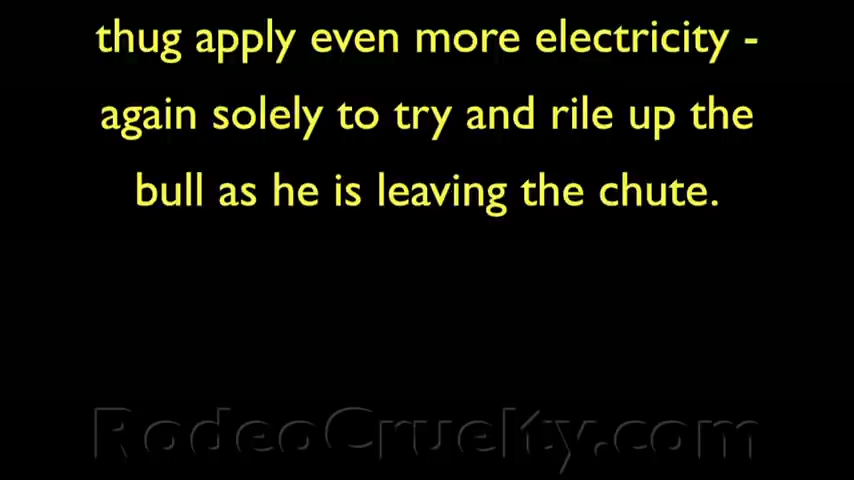 thug apply even more electricity -
again solely to try and rile up the
bull as he is leaving the chute.
RodeoCruelty.com